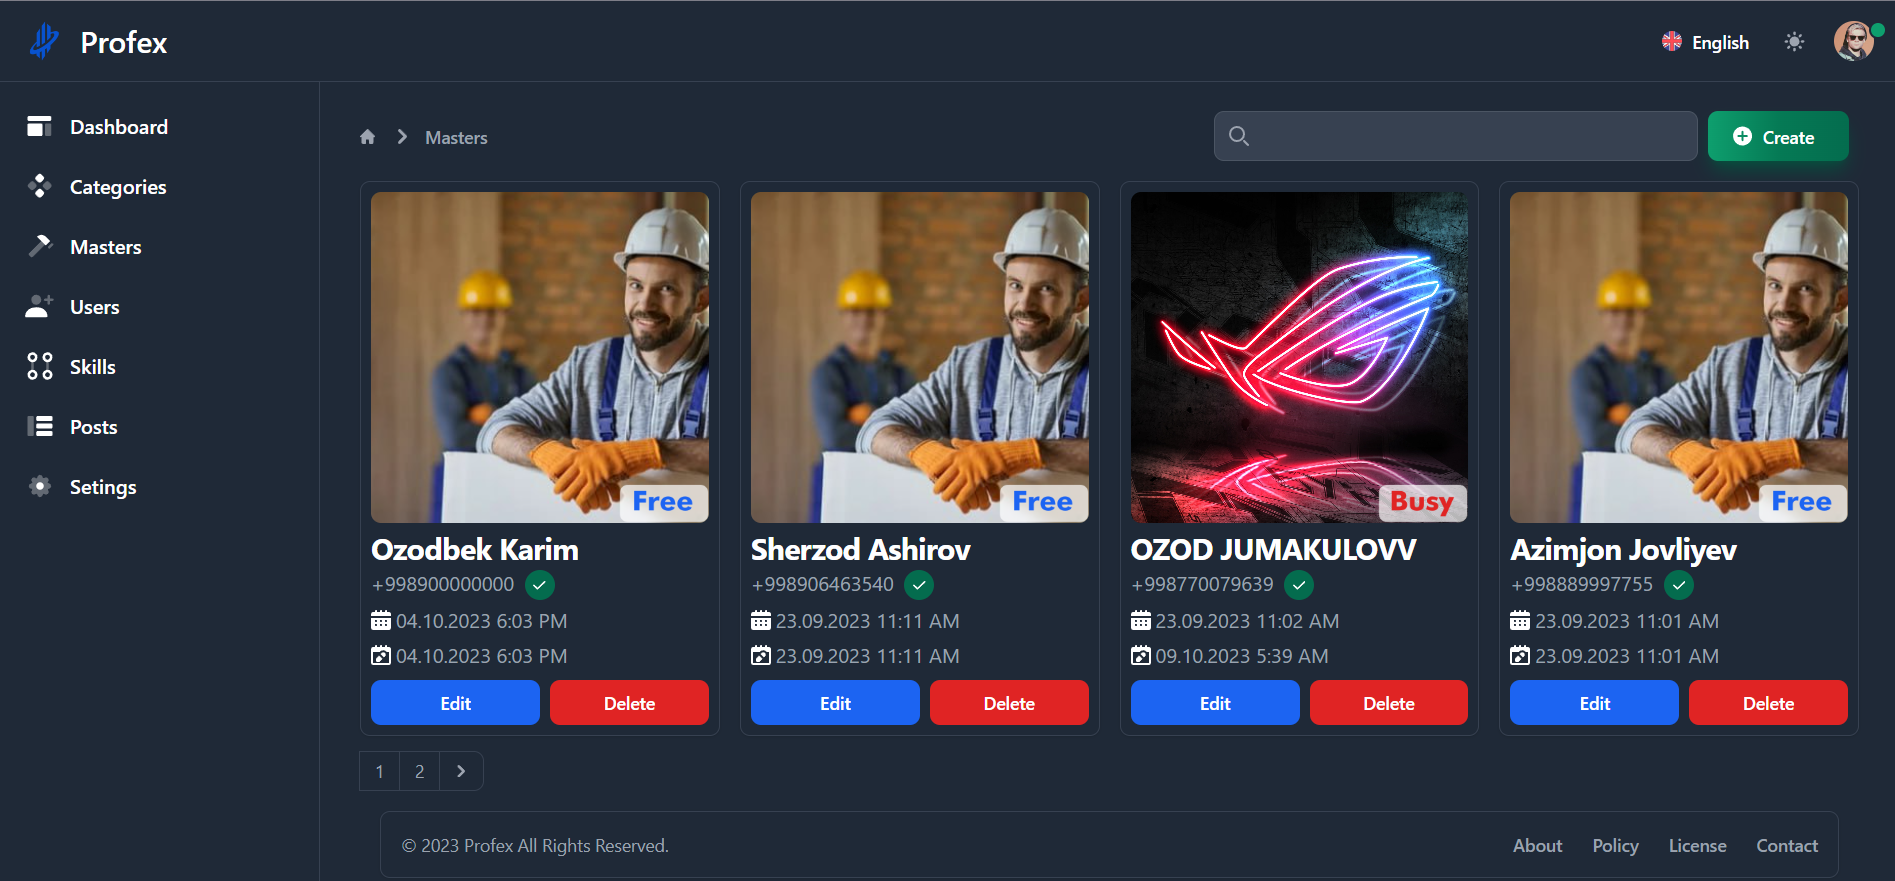 Profex
English
Dashboard
Categories
Masters
Users
Skills
Posts
Setings
Masters
Create
Free
Ozodbek Karim
+998900000000
04.10.2023 6:03 PM
04.10.2023 6:03 PM
Edit
Delete
Free
Sherzod Ashirov
+998906463540
23.09.2023 11:11 AM
23.09.2023 11:11 AM
Edit
Delete
Busy
OZOD JUMAKULOVV
+998770079639
23.09.2023 11:02 AM
09.10.2023 5:39 AM
Edit
Delete
Free
Azimjon Jovliyev
+998889997755
23.09.2023 11:01 AM
23.09.2023 11:01 AM
Edit
Delete
1
2
© 2023 Profex All Rights Reserved.
About
Policy
License
Contact